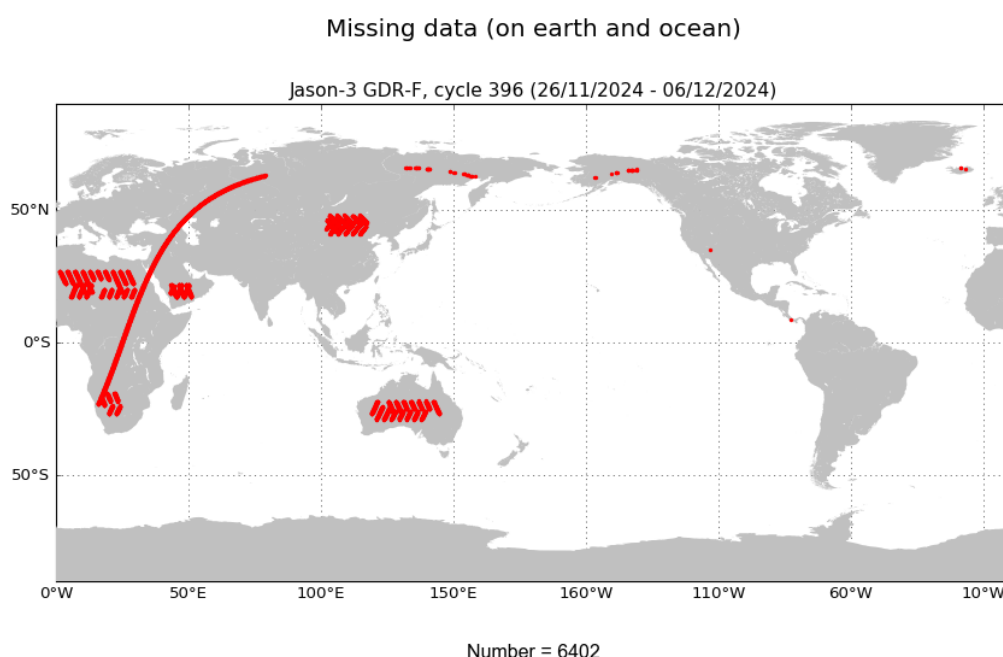 Missing data (on earth and ocean)
Jason-3 GDR-F, cycle 396 (26/11/2024 - 06/12/2024)
50°N
0°S
50°S
0°W
50°E
100°E
150°E
160°W
110°W
60°W
10°W
Number = 6402